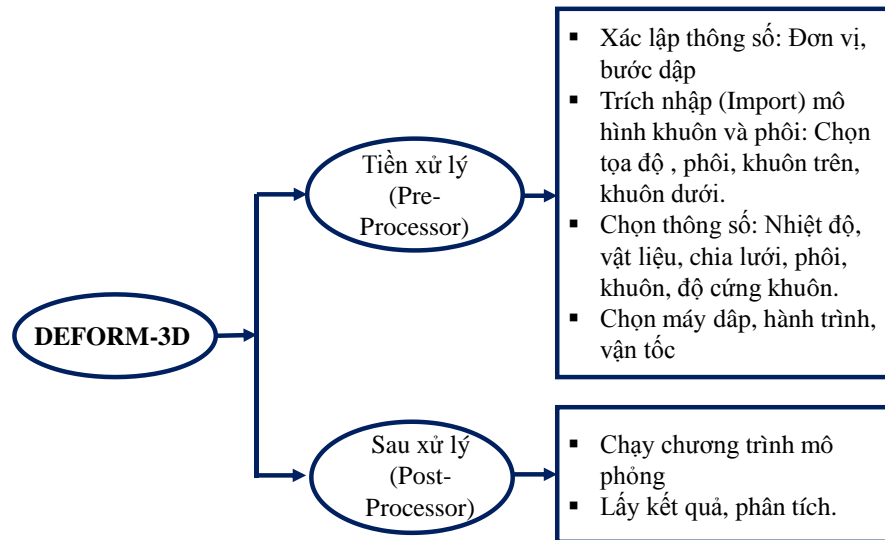 DEFORM-3D
Tiền xử lý
(Pre-
Processor)
▪ Xác lập thông số: Đơn vị,
bước dập
▪ Trích nhập (Import) mô
hình khuôn và phôi: Chọn
tọa độ , phôi, khuôn trên,
khuôn dưới.
▪ Chọn thông số: Nhiệt độ,
vật liệu, chia lưới, phôi,
khuôn, độ cứng khuôn.
▪ Chọn máy dâp, hành trình,
vận tốc
Sau xử lý
(Post-
Processor)
▪ Chạy chương trình mô
phỏng
▪ Lấy kết quả, phân tích.